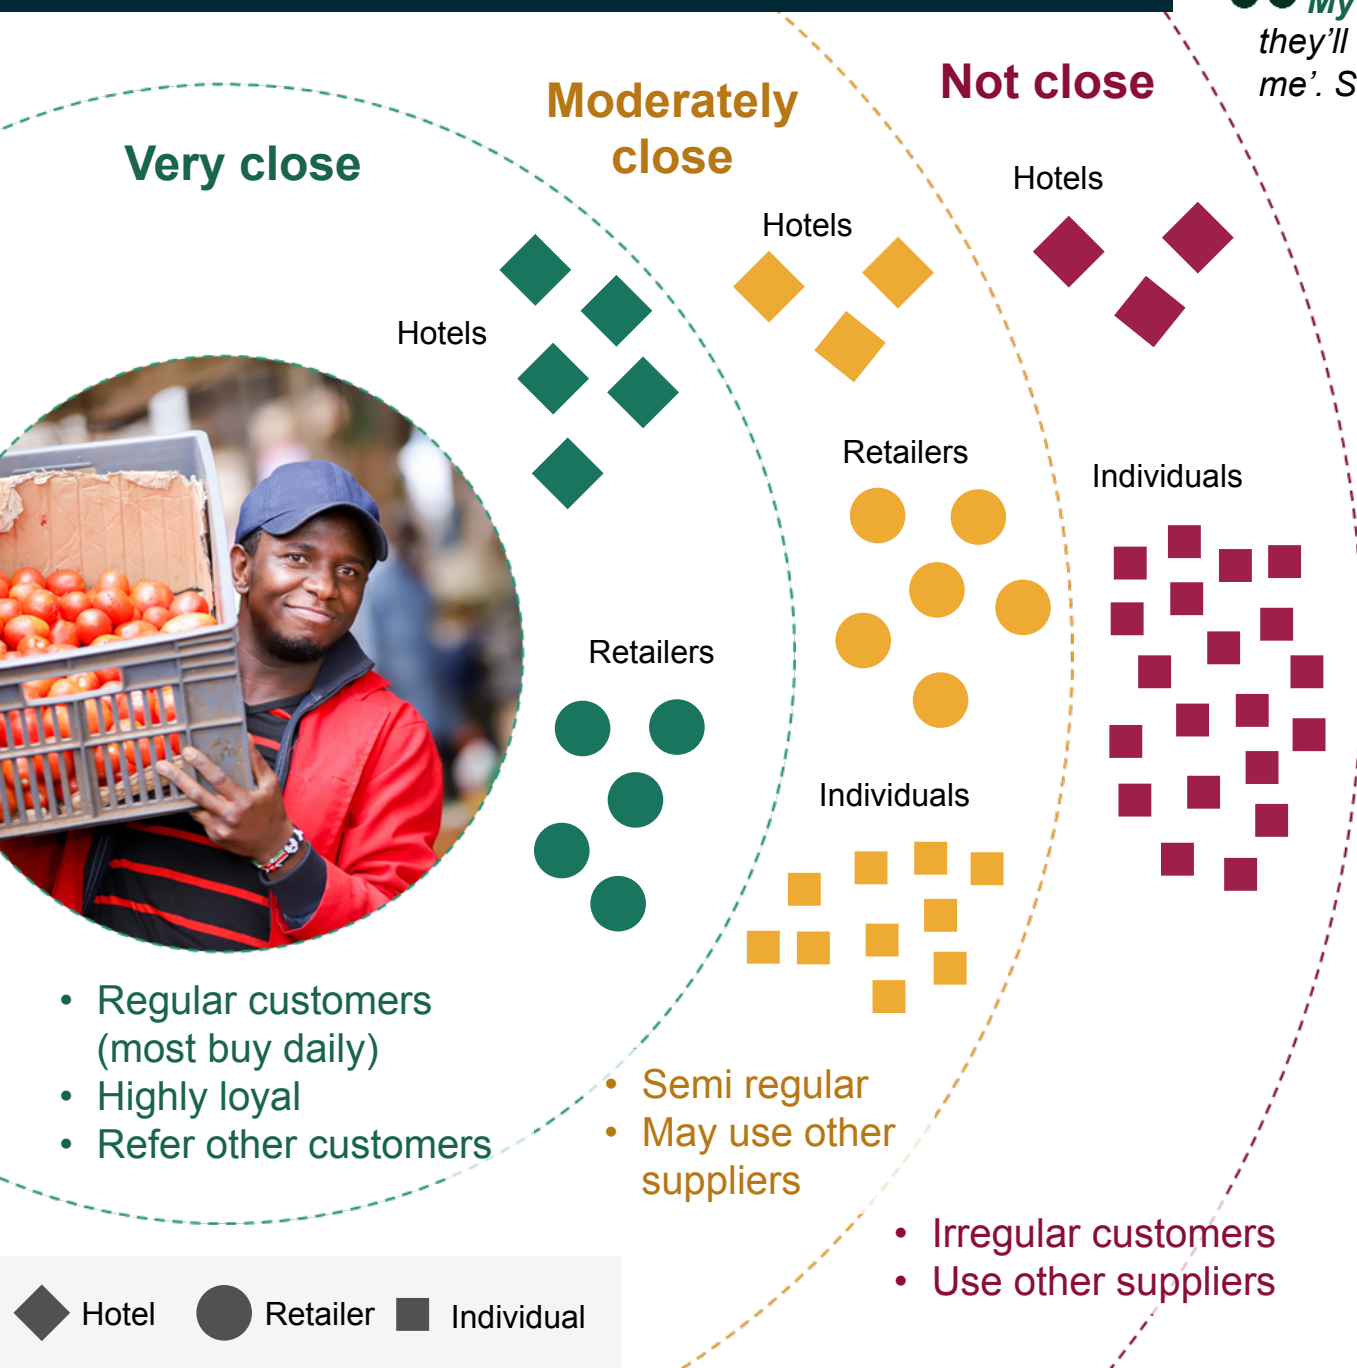 My
they’ll
me’. S
Not close
Moderately
close
Very close
Hotels
Hotels
Hotels
Retailers
Individuals
Retailers
Individuals
• Regular customers
(most buy daily)
• Highly loyal
• Refer other customers
• Semi regular
• May use other
suppliers
• Irregular customers
• Use other suppliers
Hotel
Retailer
Individual